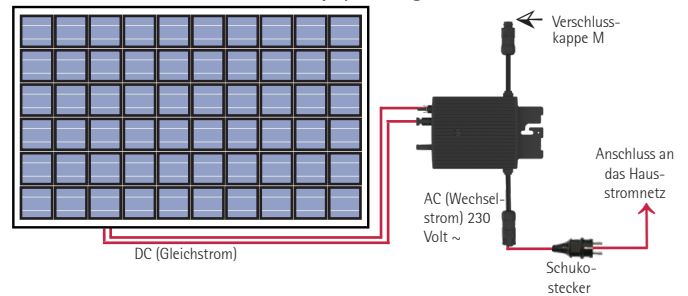 Verschluss-
kappe M
Anschluss an
das Haus-
stromnetz
AC (Wechsel-
strom) 230
Volt ~
DC (Gleichstrom)
Schuko-
stecker